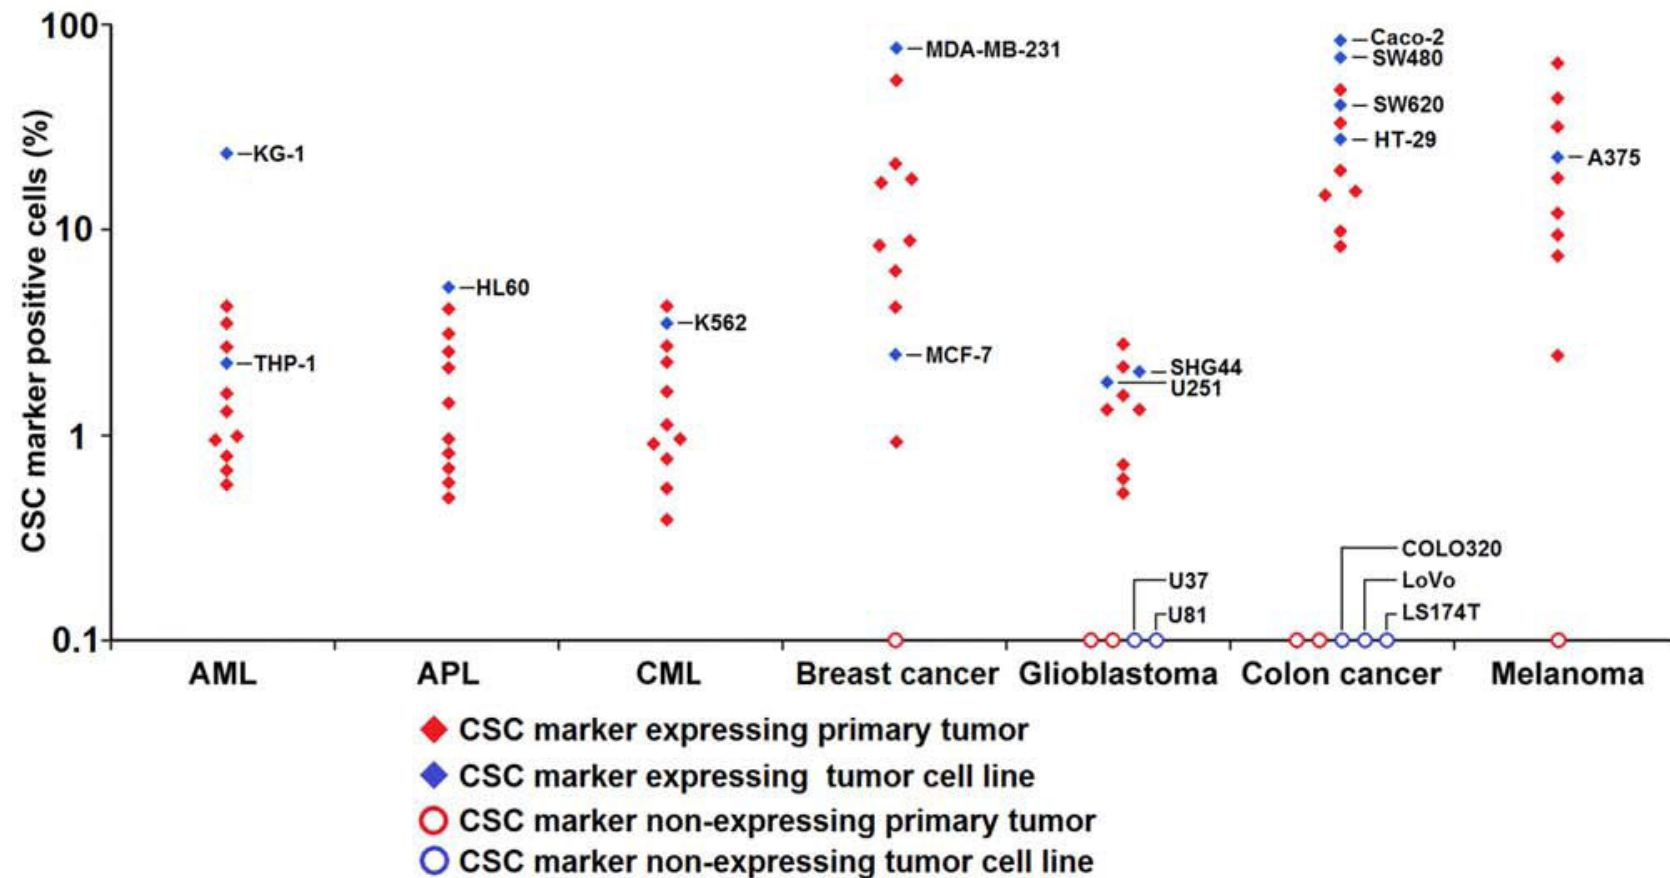 CSC marker positive cells (%)
100
10
1
0.1
KG-1
THP-1
HL60
K562
MDA-MB-231
MCF-7
SHG44
U251
U37
U81
Caco-2
SW480
SW620
HT-29
COLO320
LoVo
LS174T
A375
AML
APL
CML
Breast cancer
Glioblastoma
Colon cancer
Melanoma
CSC marker expressing primary tumor
CSC marker expressing tumor cell line
CSC marker non-expressing primary tumor
CSC marker non-expressing tumor cell line